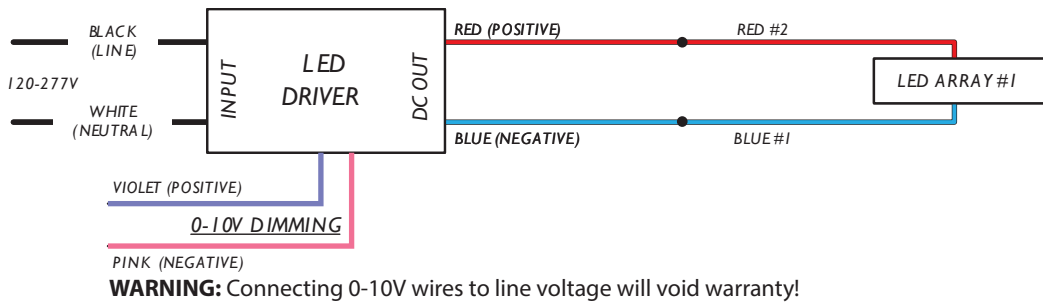 BLACK
(LINE)
120-277V
WHITE
(NEUTRAL)
INPUT
LED
DRIVER
DC OUT
RED (POSITIVE)
RED #2
LED ARRAY #1
BLUE (NEGATIVE)
BLUE #1
VIOLET (POSITIVE)
0-10V DIMMING
PINK (NEGATIVE)
WARNING: Connecting 0-10V wires to line voltage will void warranty!